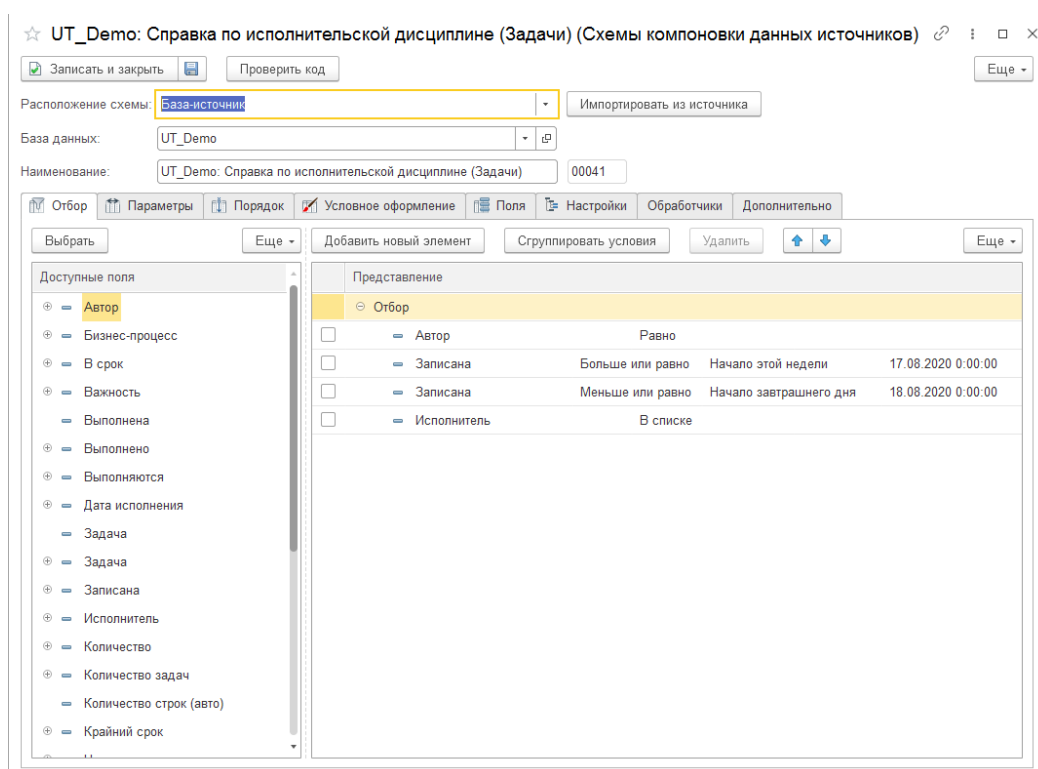 UT_Demo: Справка по исполнительской дисциплине (Задачи) (Схемы компоновки данных источников)
Записать и закрыть Проверить код Еще
Расположение схемы: База-источник Импортировать из источника
База данных: UT_Demo
Наименование: UT_Demo: Справка по исполнительской дисциплине (Задачи) 00041
Отбор Параметры Порядок Условное оформление Поля Настройки Обработчики Дополнительно
Выбрать Еще Добавить новый элемент Сгруппировать условия Удалить Еще
Доступные поля
Автор
Бизнес-процесс
В срок
Важность
Выполнена
Выполнено
Выполняются
Дата исполнения
Задача
Задача
Записана
Исполнитель
Количество
Количество задач
Количество строк (авто)
Крайний срок
Представление
Отбор
Автор Равно
Записана Больше или равно Начало этой недели 17.08.2020 0:00:00
Записана Меньше или равно Начало завтрашнего дня 18.08.2020 0:00:00
Исполнитель В списке